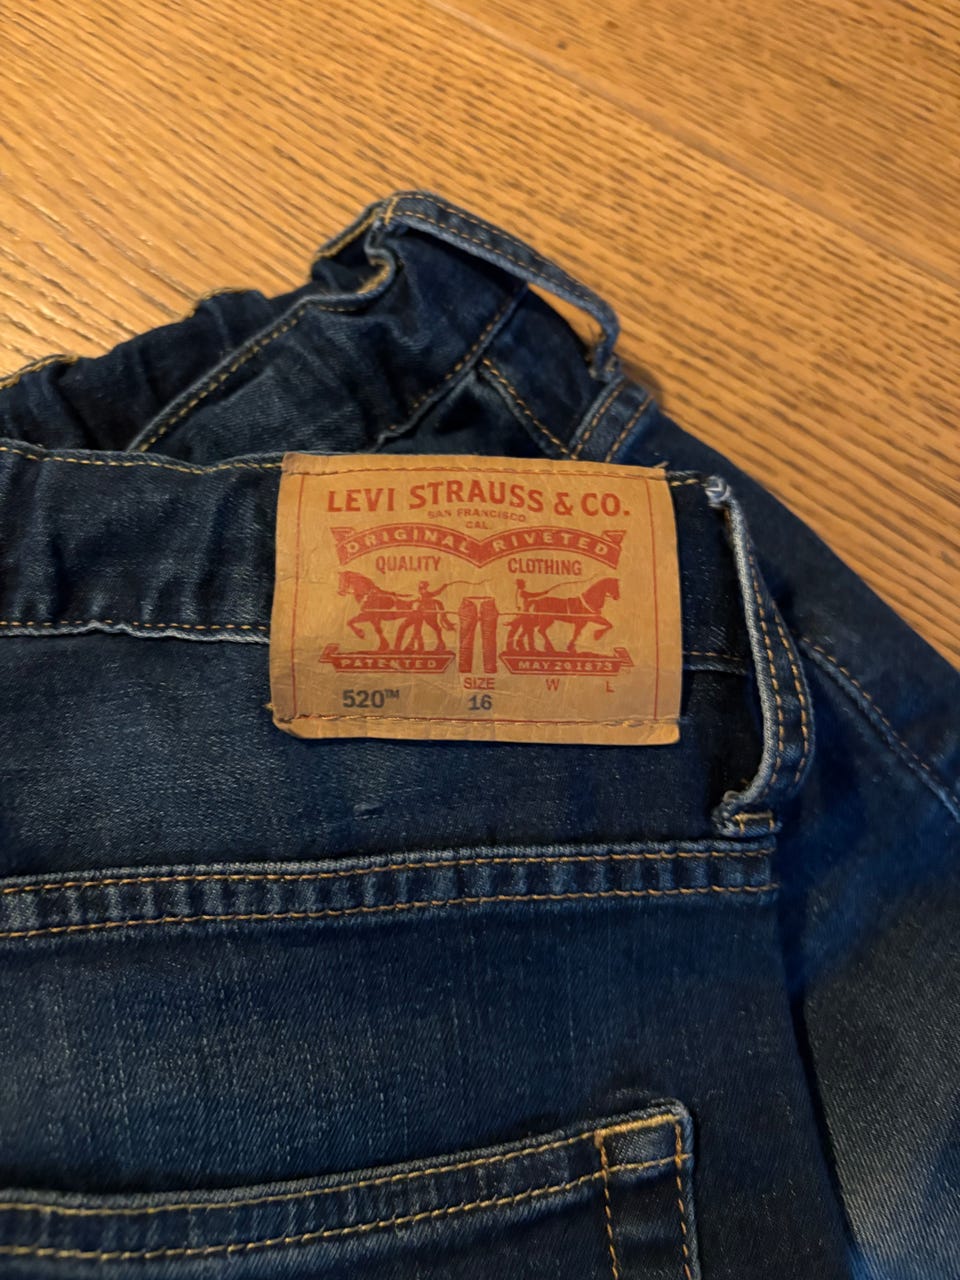 LEVI STRAUSS & CO.
SAN FRANCISCO
CAL
ORIGINAL RIVETED
QUALITY CLOTHING
PATENTED MAY 20 1873
SIZE W L
520™ 16